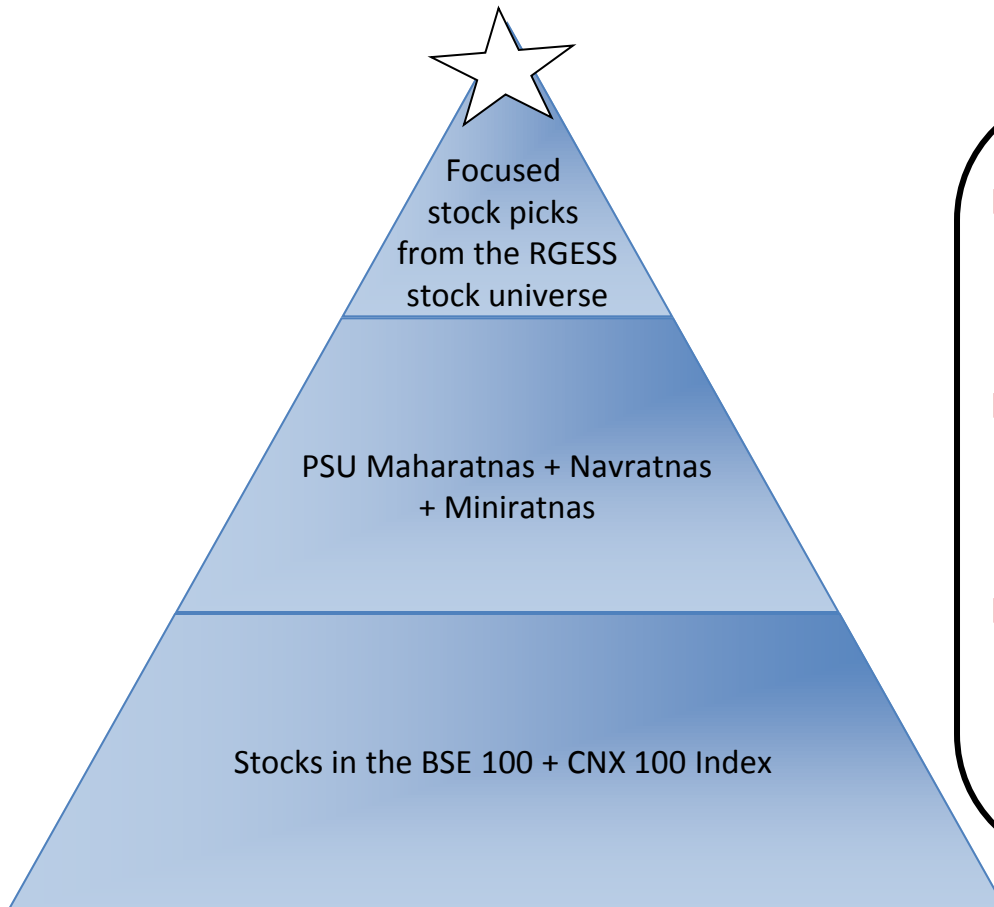 Focused
stock picks
from the RGESS
stock universe
PSU Maharatnas + Navratnas
+ Miniratnas
Stocks in the BSE 100 + CNX 100 Index